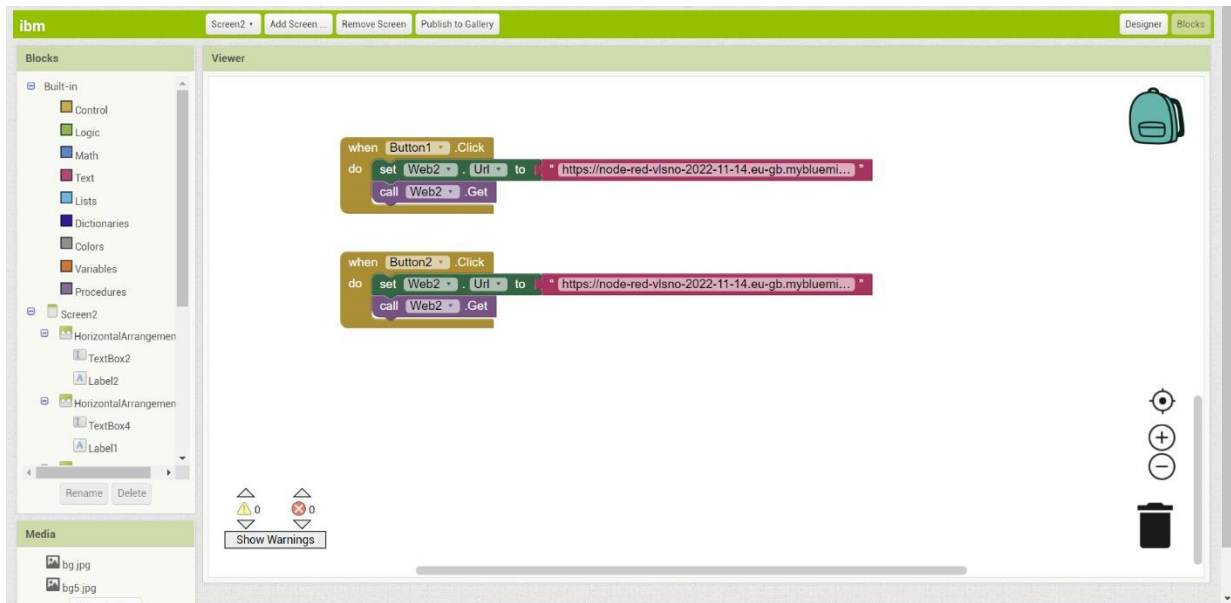 ibm
Screen2 Add Screen ... Remove Screen Publish to Gallery
Designer Blocks
Blocks
Built-in
Control
Logic
Math
Text
Lists
Dictionaries
Colors
Variables
Procedures
Screen2
HorizontalArrangemen
TextBox2
Label2
HorizontalArrangemen
TextBox4
Label1
Rename Delete
Media
bg.jpg
bg5.jpg
Viewer
when Button1 .Click
do set Web2 . Url to " https://node-red-vlsno-2022-11-14.eu-gb.mybluemi... "
call Web2 .Get
when Button2 .Click
do set Web2 . Url to " https://node-red-vlsno-2022-11-14.eu-gb.mybluemi... "
call Web2 .Get
0 0
Show Warnings